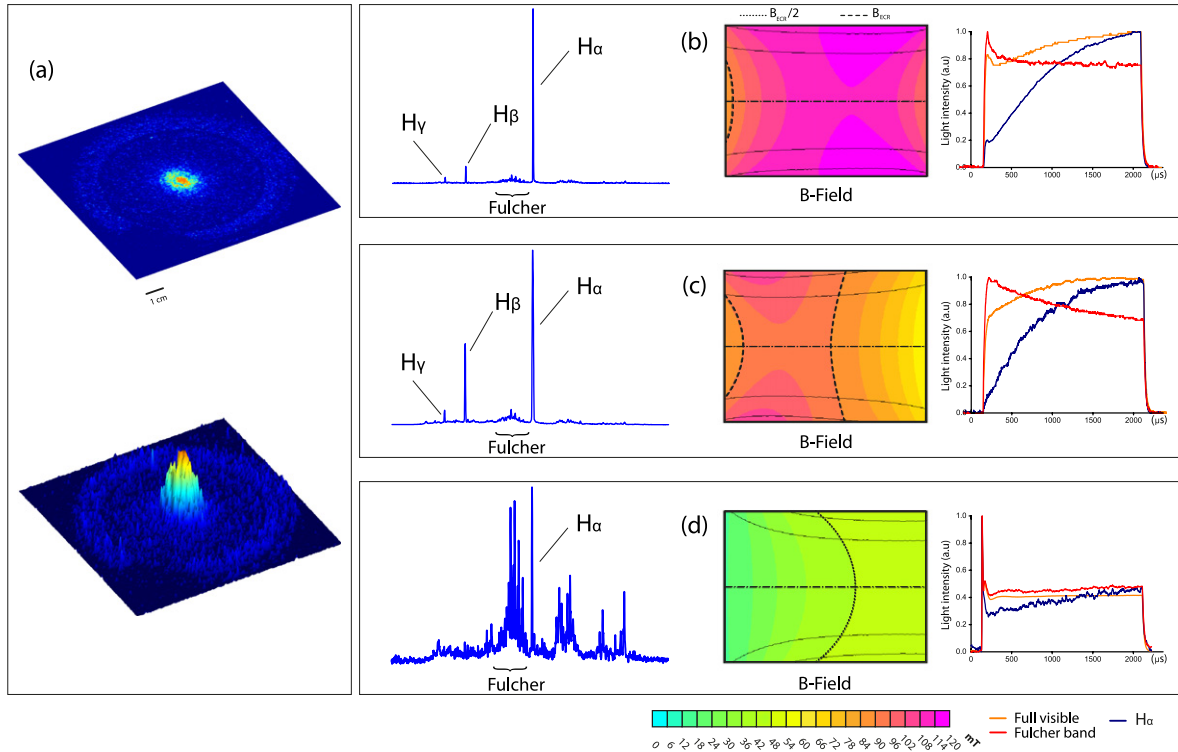 (a)
1 cm
Hγ
Hβ
Hα
Fulcher
B_ECR/2
B_ECR
(b)
B-Field
Light intensity (a.u)
1.0
0.8
0.6
0.4
0.2
0.0
0
500
1000
1500
2000
(µs)
Hγ
Hβ
Hα
Fulcher
(c)
B-Field
Light intensity (a.u)
1.0
0.8
0.6
0.4
0.2
0.0
0
500
1000
1500
2000
(µs)
Hα
Fulcher
(d)
B-Field
Light intensity (a.u)
1.0
0.8
0.6
0.4
0.2
0.0
0
500
1000
1500
2000
(µs)
0 6 12 18 24 30 36 42 48 54 60 66 72 78 84 90 96 102 108 114 120
mT
Full visible
Fulcher band
Hα